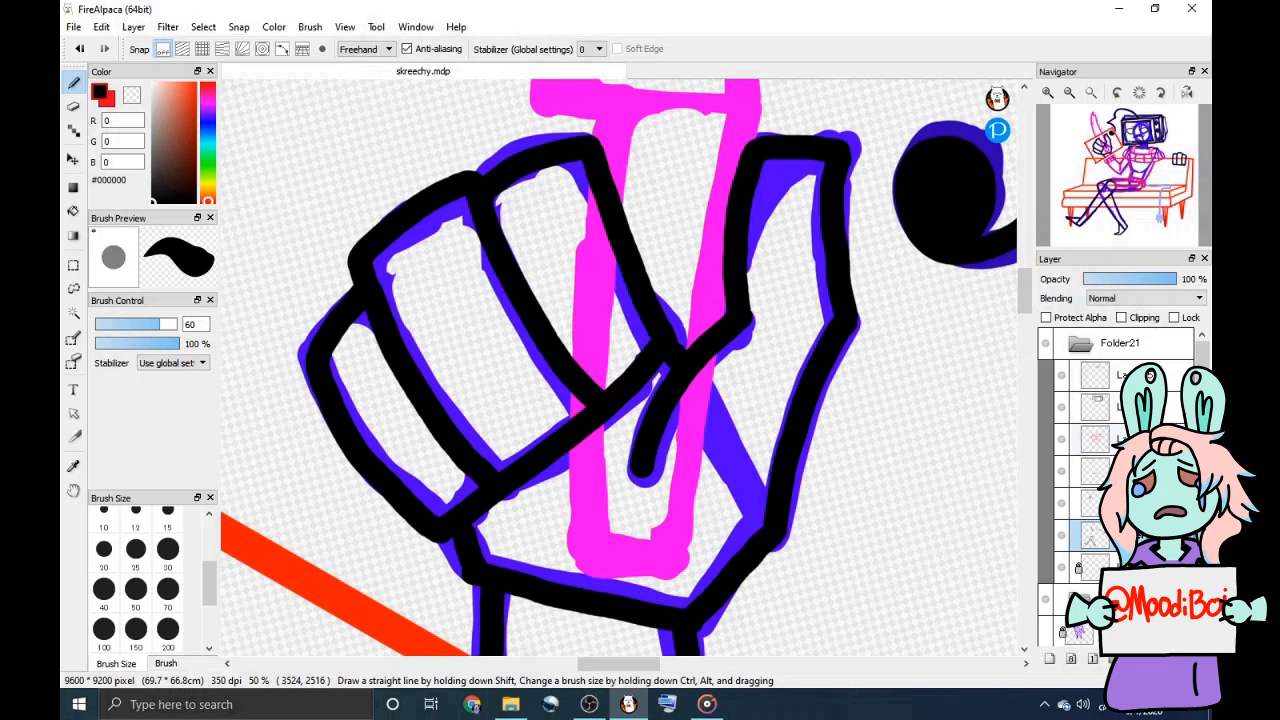 FireAlpaca (64bit)
File Edit Layer Filter Select Snap Color Brush View Tool Window Help
Snap off Freehand Anti-aliasing Stabilizer (Global settings) 0 Soft Edge
Color
skreechy.mdp
Navigator
R 0
G 0
B 0
#000000
P
Brush Preview
Layer
Opacity 100 %
Blending Normal
Brush Control
Protect Alpha Clipping Lock
60
100 %
Folder21
Stabilizer Use global set
T
Brush Size
10 12 15
20 25 30
40 50 70
100 150 200
@MoodiBoi
Brush Size Brush
9600 * 9200 pixel (69.7 * 66.8cm) 350 dpi 50 % ( 3524, 2516 ) Draw a straight line by holding down Shift, Change a brush size by holding down Ctrl, Alt, and dragging
Type here to search